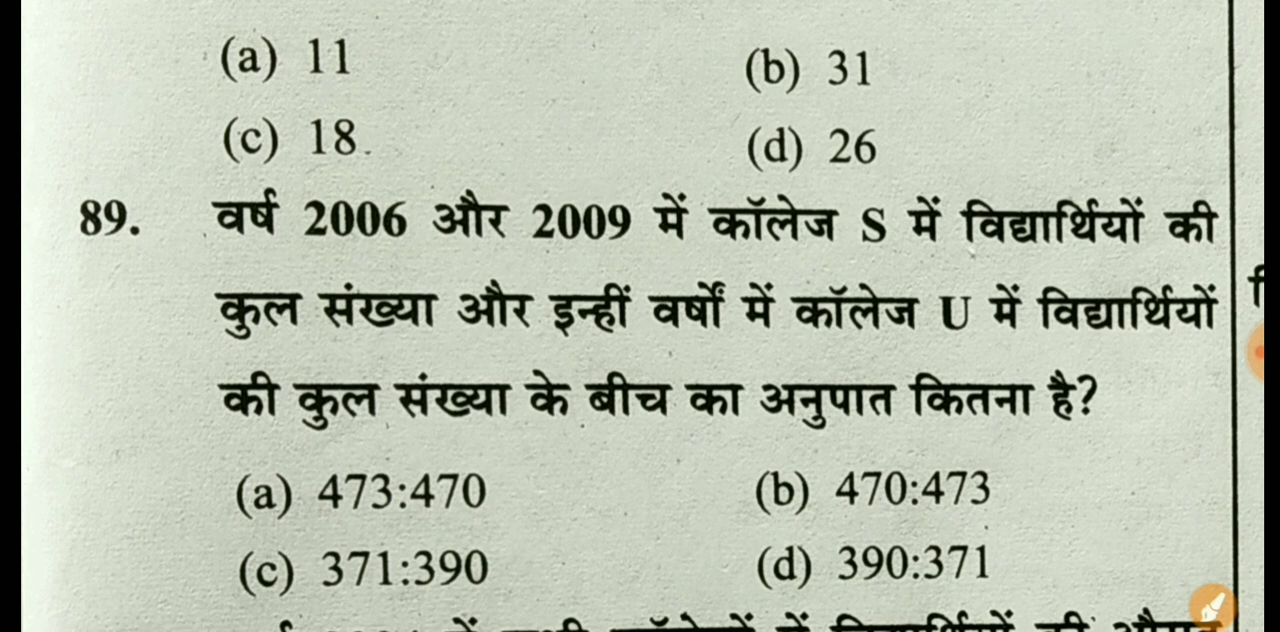 (a) 11 (b) 31
(c) 18 (d) 26
89. वर्ष 2006 और 2009 में कॉलेज S में विद्यार्थियों की
कुल संख्या और इन्हीं वर्षों में कॉलेज U में विद्यार्थियों
की कुल संख्या के बीच का अनुपात कितना है?
(a) 473:470 (b) 470:473
(c) 371:390 (d) 390:371